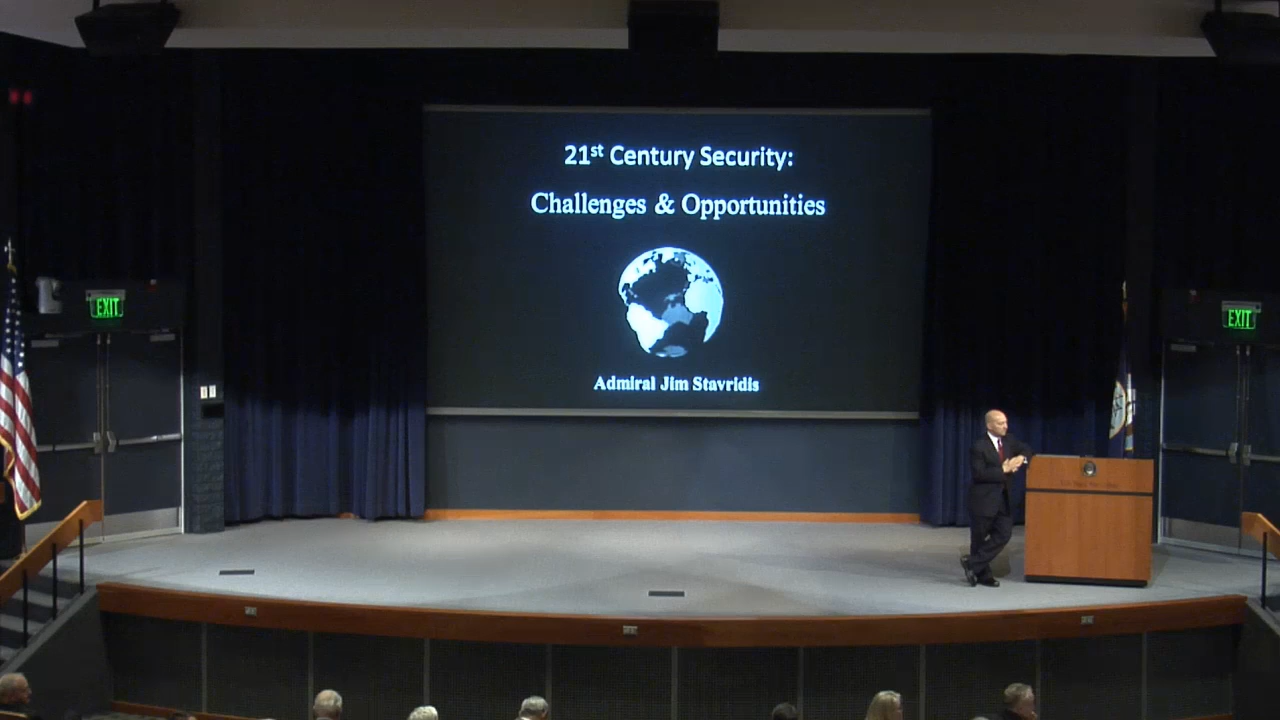 21st Century Security:
Challenges & Opportunities
Admiral Jim Stavridis
EXIT
EXIT